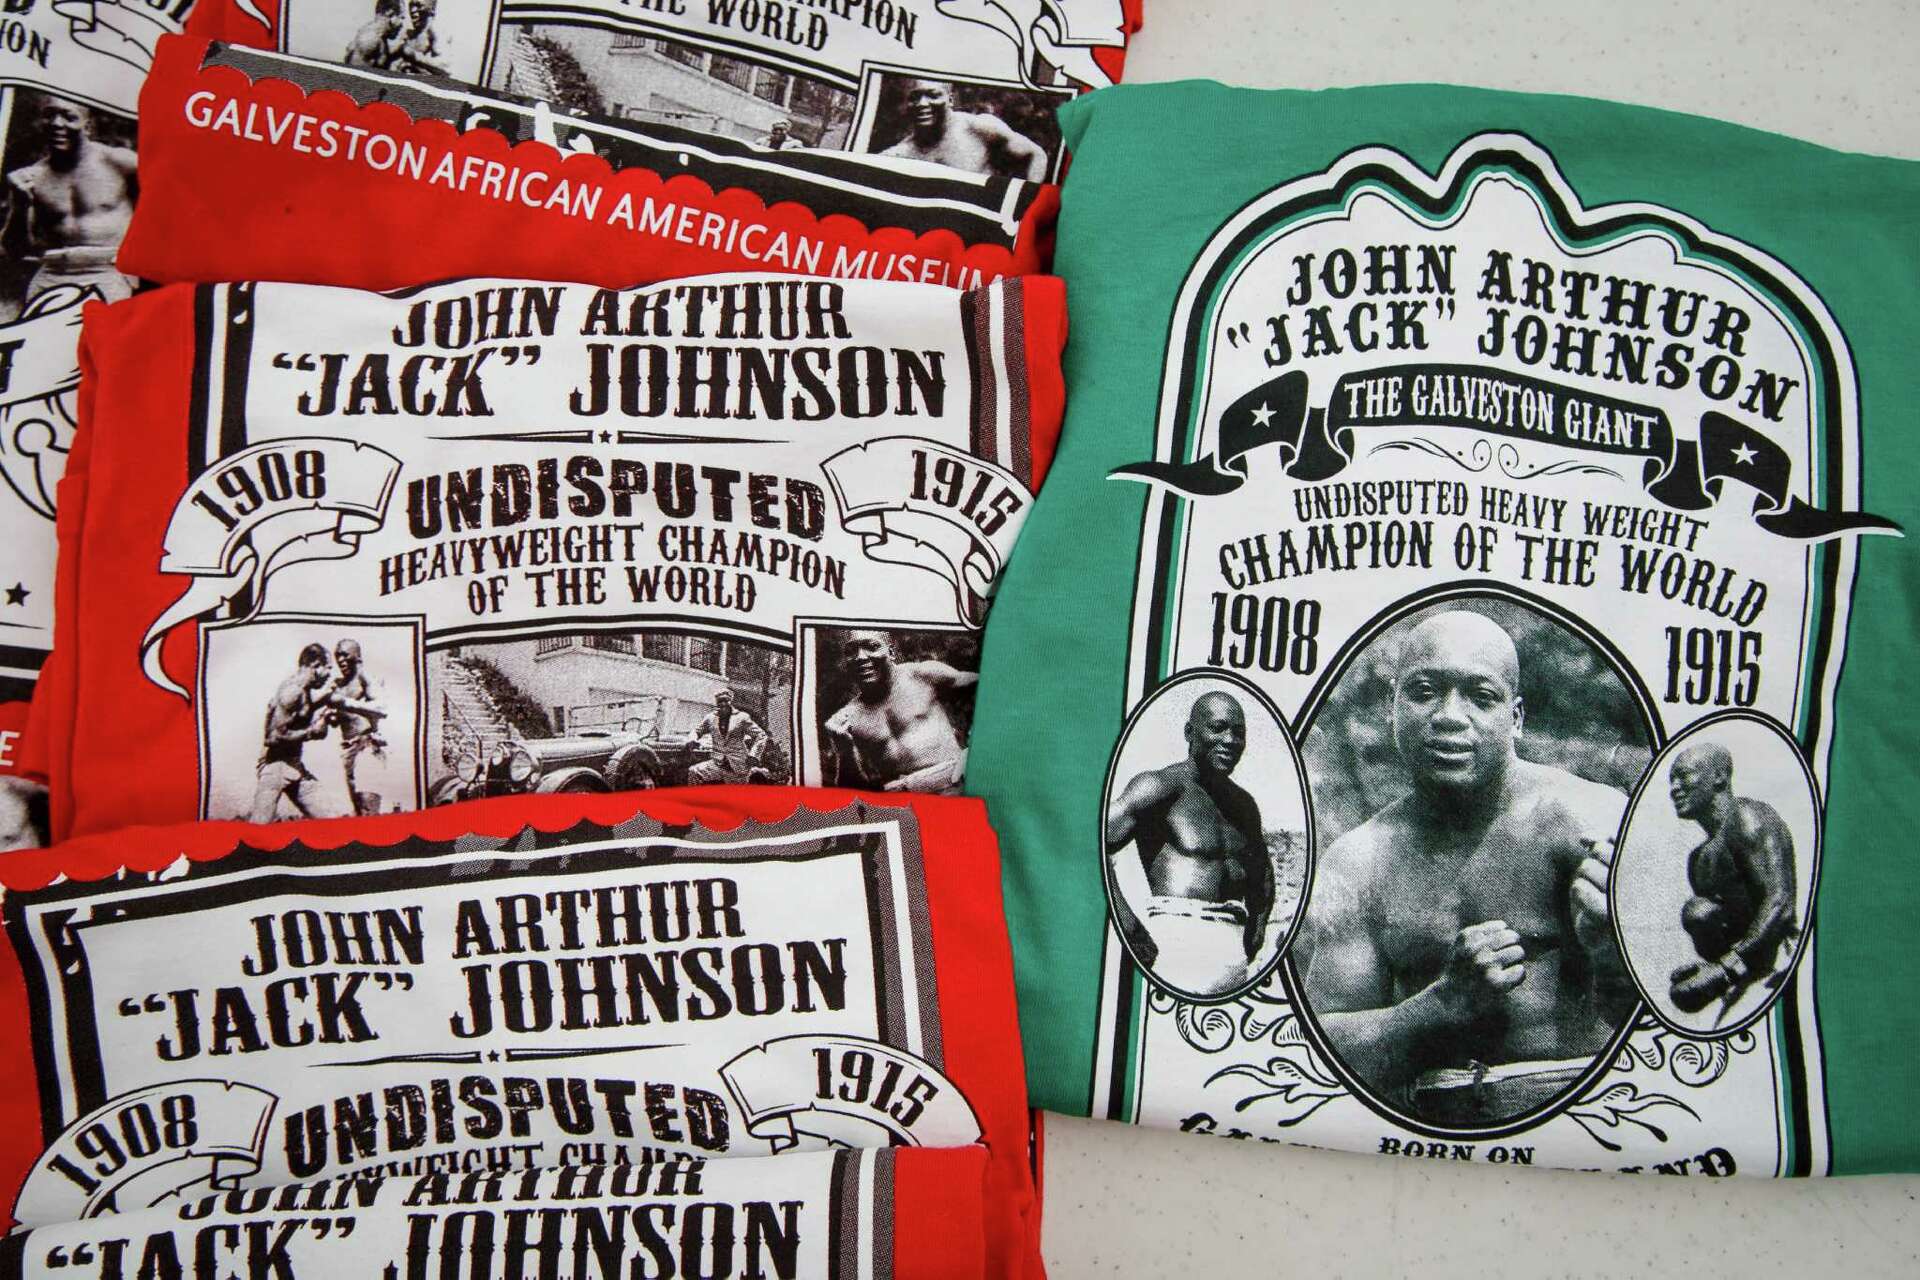 ION
CHAMPION
THE WORLD
GALVESTON AFRICAN AMERICAN MUSEUM
JOHN ARTHUR
“JACK” JOHNSON
1908
1915
UNDISPUTED
HEAVYWEIGHT CHAMPION
OF THE WORLD
JOHN ARTHUR
“JACK” JOHNSON
1908
1915
UNDISPUTED
JOHN ARTHUR
“JACK” JOHNSON
JOHN ARTHUR
“JACK” JOHNSON
THE GALVESTON GIANT
UNDISPUTED HEAVY WEIGHT
CHAMPION OF THE WORLD
1908
1915
BORN ON